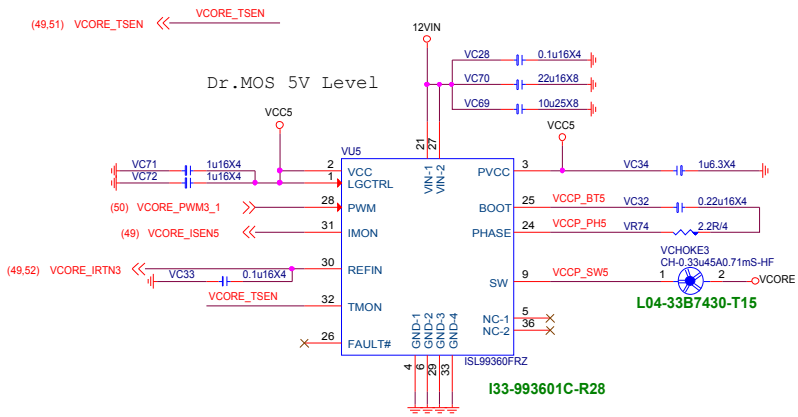 (49,51) VCORE_TSEN
VCORE_TSEN
12VIN
VC28 0.1u16X4
VC70 22u16X8
VC69 10u25X8
Dr.MOS 5V Level
VCC5
VCC5
VU5
21
27
VC71 1u16X4
VC72 1u16X4
2 VCC
1 LGCTRL
VIN-1
VIN-2
PVCC 3
VC34 1u6.3X4
(50) VCORE_PWM3_1
28 PWM
BOOT 25 VCCP_BT5
VC32 0.22u16X4
(49) VCORE_ISEN5
31 IMON
PHASE 24 VCCP_PH5
VR74 2.2R/4
(49,52) VCORE_IRTN3
30 REFIN
VC33 0.1u16X4
VCHOKE3
CH-0.33u45A0.71mS-HF
SW 9 VCCP_SW5
1 2 VCORE
L04-33B7430-T15
VCORE_TSEN
32 TMON
NC-1 5
NC-2 36
26 FAULT#
GND-1
GND-2
GND-3
GND-4
4
6
29
33
ISL99360FRZ
I33-993601C-R28